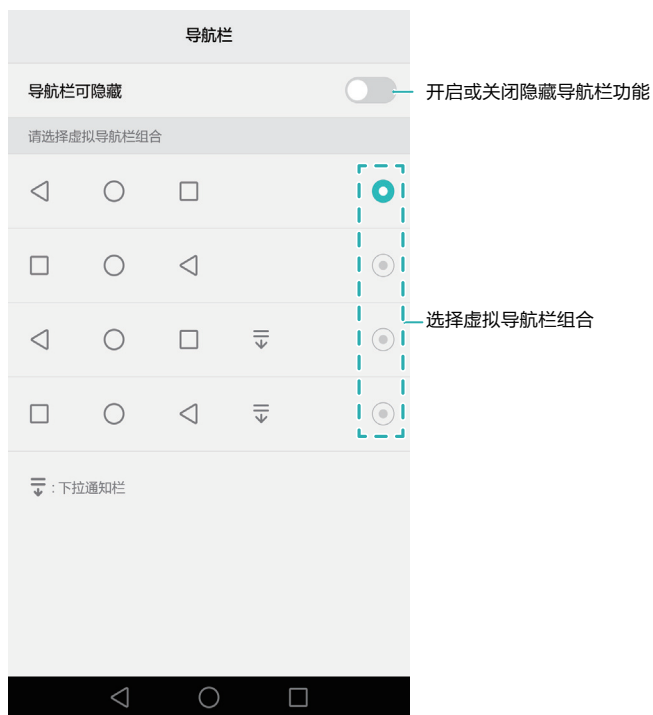 导航栏
导航栏可隐藏
开启或关闭隐藏导航栏功能
请选择虚拟导航栏组合
选择虚拟导航栏组合
:下拉通知栏